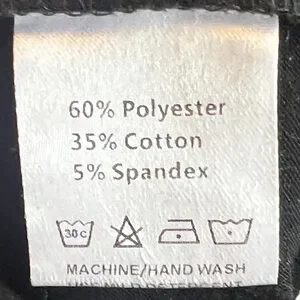 60% Polyester
35% Cotton
5% Spandex
30c
MACHINE/HAND WASH